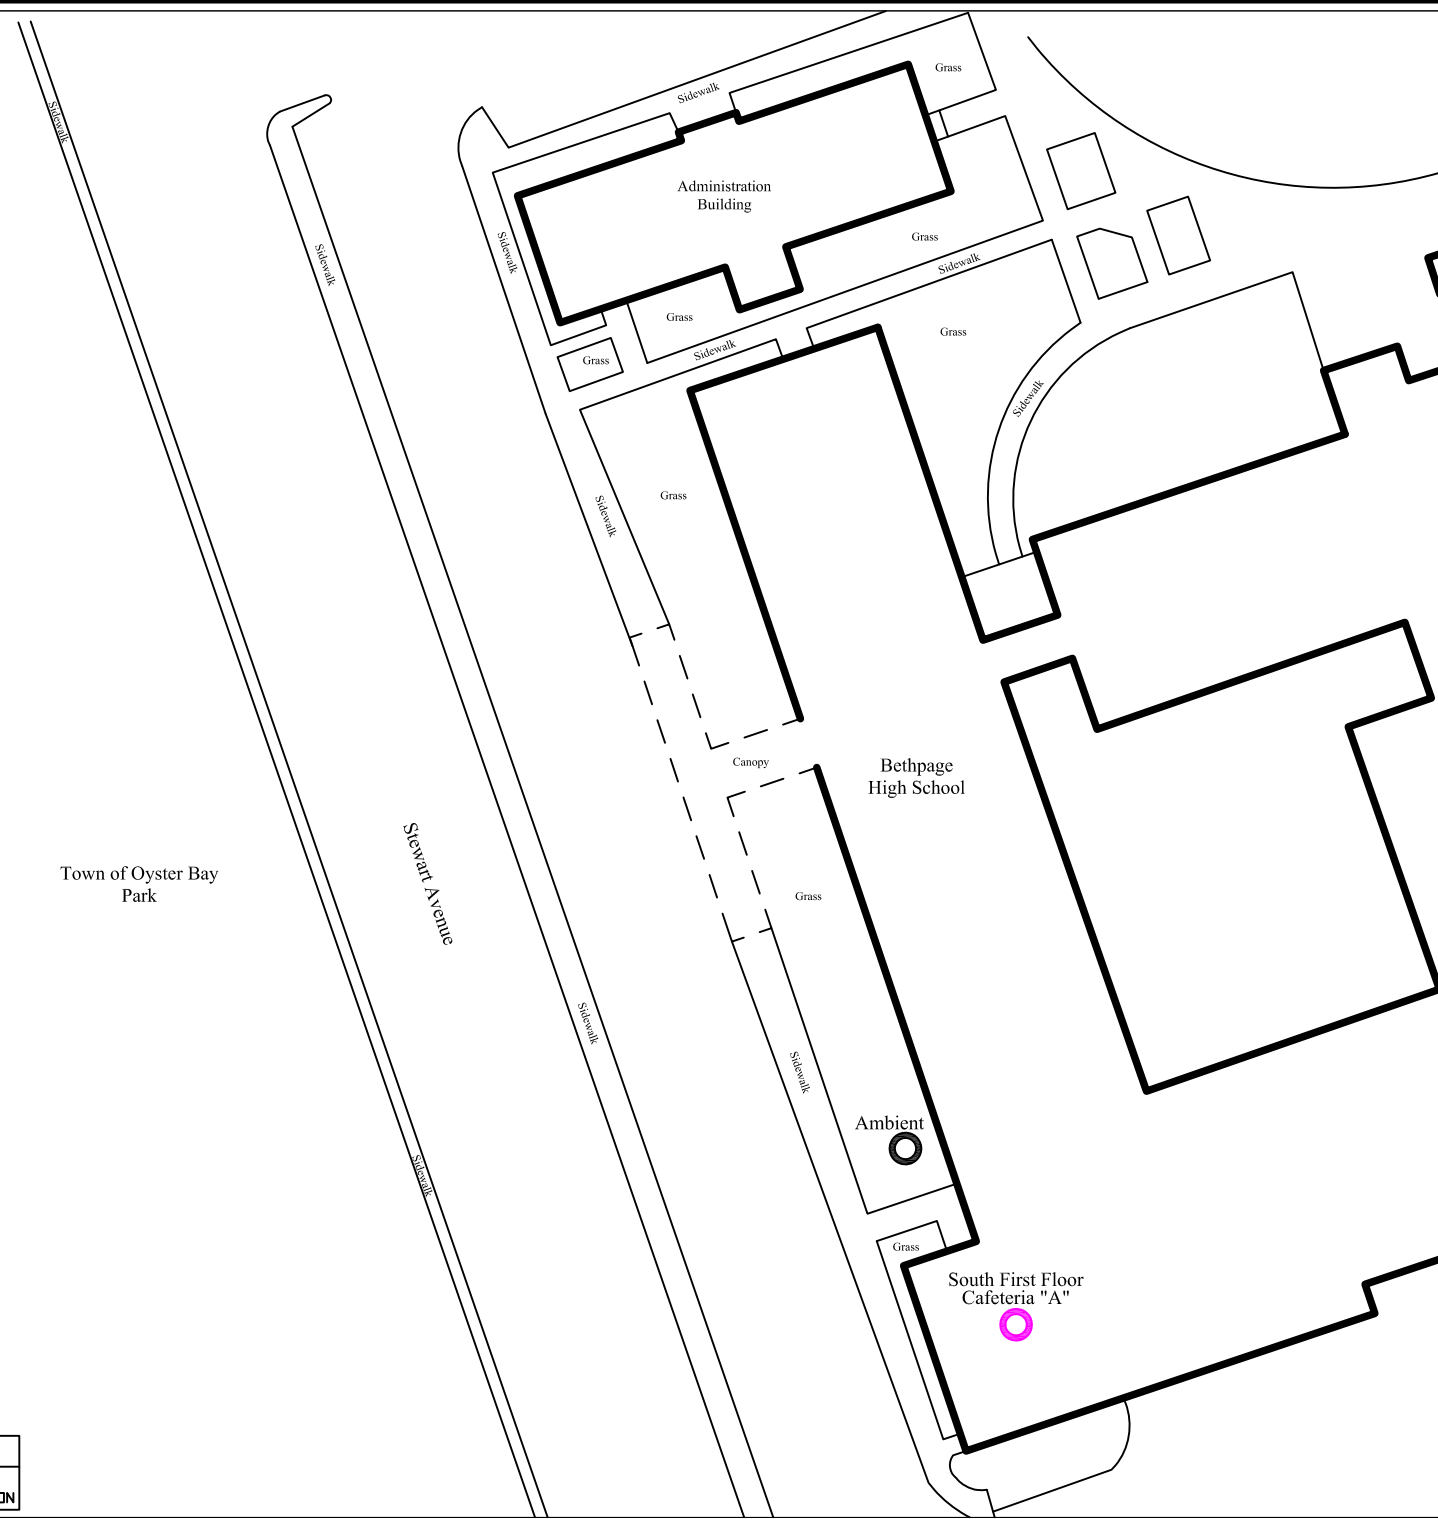 Sidewalk
Grass
Sidewalk
Administration
Building
Grass
Sidewalk
Sidewalk
Sidewalk
Grass
Grass
Sidewalk
Grass
Sidewalk
Grass
Sidewalk
Canopy
Bethpage
High School
Stewart Avenue
Town of Oyster Bay
Park
Grass
Sidewalk
Sidewalk
Ambient
Sidewalk
Grass
South First Floor
Cafeteria "A"